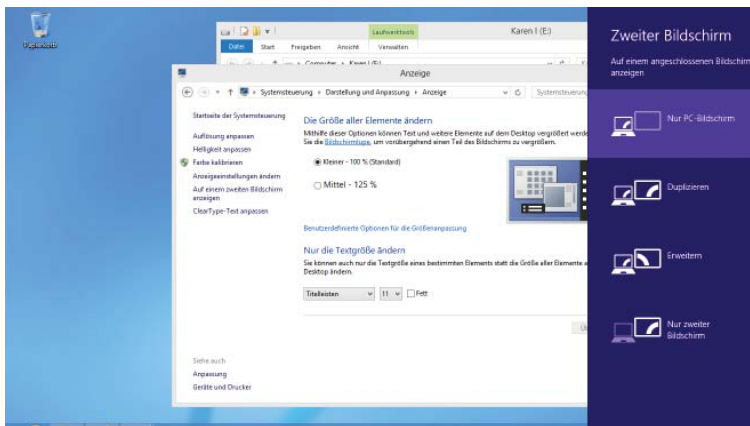 Papierkorb
Laufwerktools
Karen I (E:)
Datei
Start
Freigeben
Ansicht
Verwalten
Computer
Karen I (E:)
Anzeige
Systemsteuerung
Darstellung und Anpassung
Anzeige
Systemsteuerung
Startseite der Systemsteuerung
Auflösung anpassen
Helligkeit anpassen
Farbe kalibrieren
Anzeigeeinstellungen ändern
Auf einem zweiten Bildschirm
anzeigen
ClearType-Text anpassen
Die Größe aller Elemente ändern
Mithilfe dieser Optionen können Text und weitere Elemente auf dem Desktop vergrößert werde
Sie die Bildschirmlupe, um vorübergehend einen Teil des Bildschirms zu vergrößern.
Kleiner - 100 % (Standard)
Mittel - 125 %
Benutzerdefinierte Optionen für die Größenanpassung
Nur die Textgröße ändern
Sie können auch nur die Textgröße eines bestimmten Elements statt die Größe aller Elemente a
Desktop ändern.
Titelleisten
11
Fett
Siehe auch
Anpassung
Geräte und Drucker
Zweiter Bildschirm
Auf einem angeschlossenen Bildschirm
anzeigen
Nur PC-Bildschirm
Duplizieren
Erweitern
Nur zweiter
Bildschirm